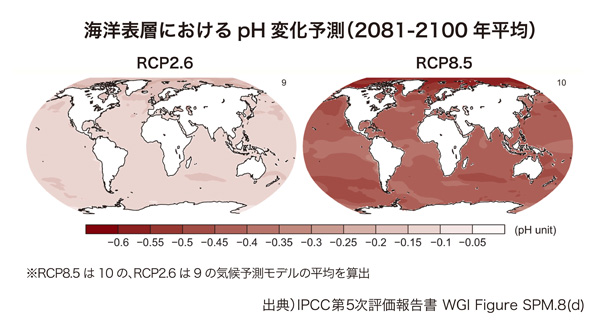 海洋表層における pH 変化予測(2081-2100 年平均)
RCP2.6 RCP8.5
9 10
−0.6 −0.55 −0.5 −0.45 −0.4 −0.35 −0.3 −0.25 −0.2 −0.15 −0.1 −0.05 (pH unit)
※RCP8.5 は 10 の、RCP2.6 は 9 の気候予測モデルの平均を算出
出典）IPCC第5次評価報告書 WGI Figure SPM.8(d)